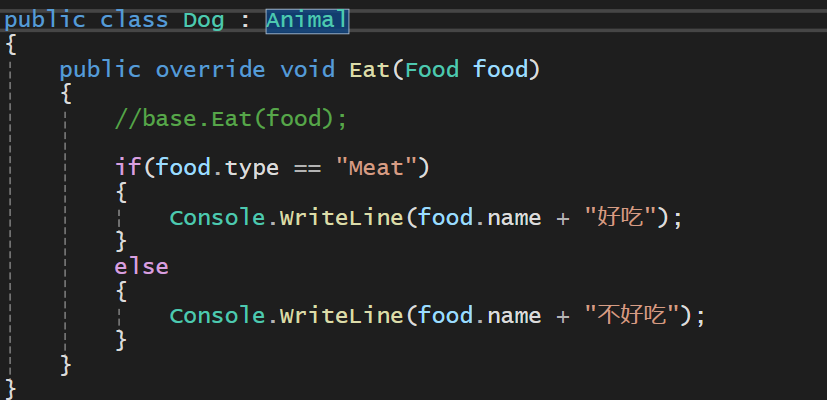 public class Dog : Animal
{
public override void Eat(Food food)
{
//base.Eat(food);
if(food.type == "Meat")
{
Console.WriteLine(food.name + "好吃");
}
else
{
Console.WriteLine(food.name + "不好吃");
}
}
}